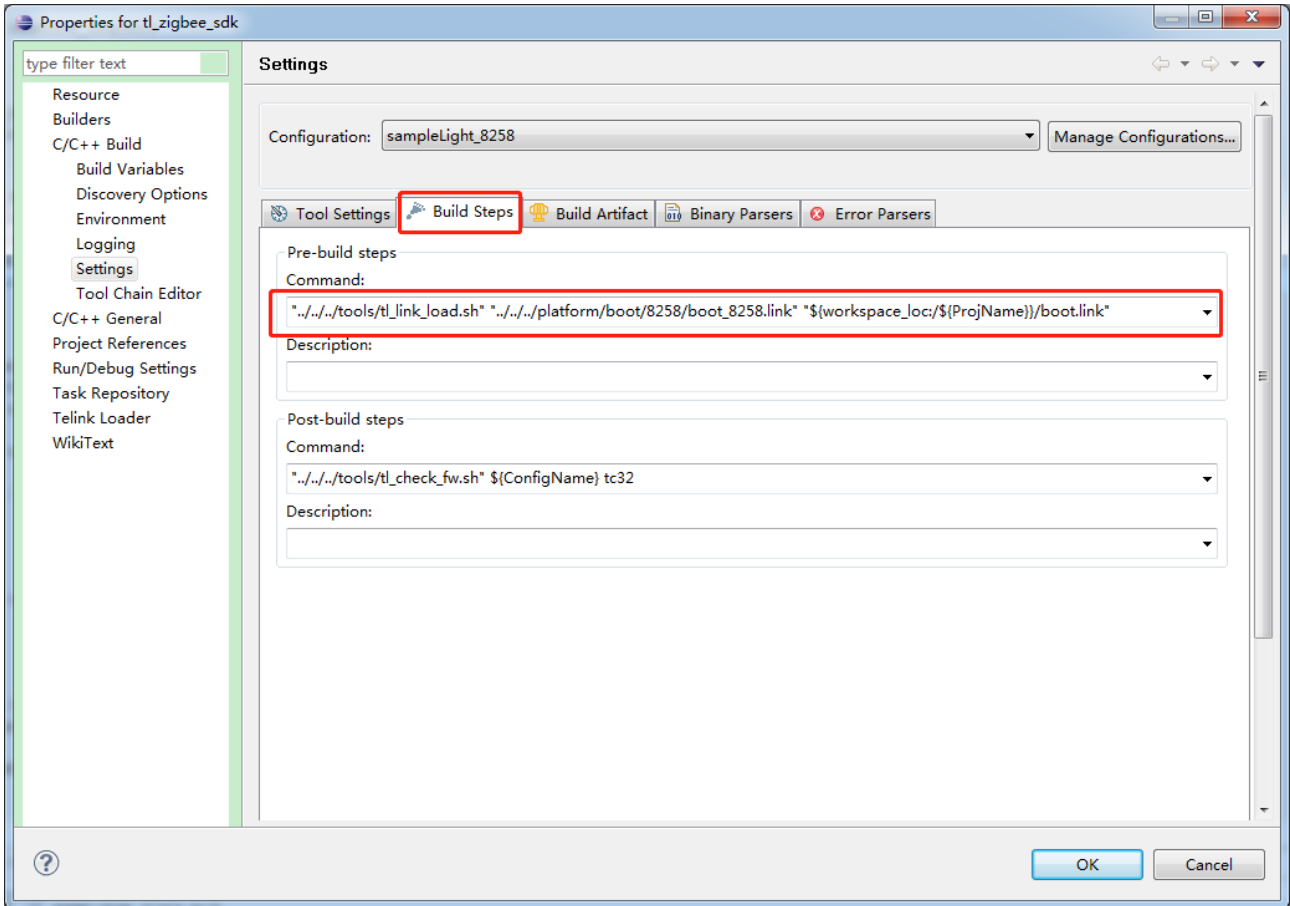 Properties for tl_zigbee_sdk
type filter text
Resource
Builders
C/C++ Build
Build Variables
Discovery Options
Environment
Logging
Settings
Tool Chain Editor
C/C++ General
Project References
Run/Debug Settings
Task Repository
Telink Loader
WikiText
Settings
Configuration: sampleLight_8258 Manage Configurations...
Tool Settings Build Steps Build Artifact Binary Parsers Error Parsers
Pre-build steps
Command:
"../../../tools/tl_link_load.sh" "../../../platform/boot/8258/boot_8258.link" "${workspace_loc:/${ProjName}}/boot.link"
Description:
Post-build steps
Command:
"../../../tools/tl_check_fw.sh" ${ConfigName} tc32
Description:
OK Cancel